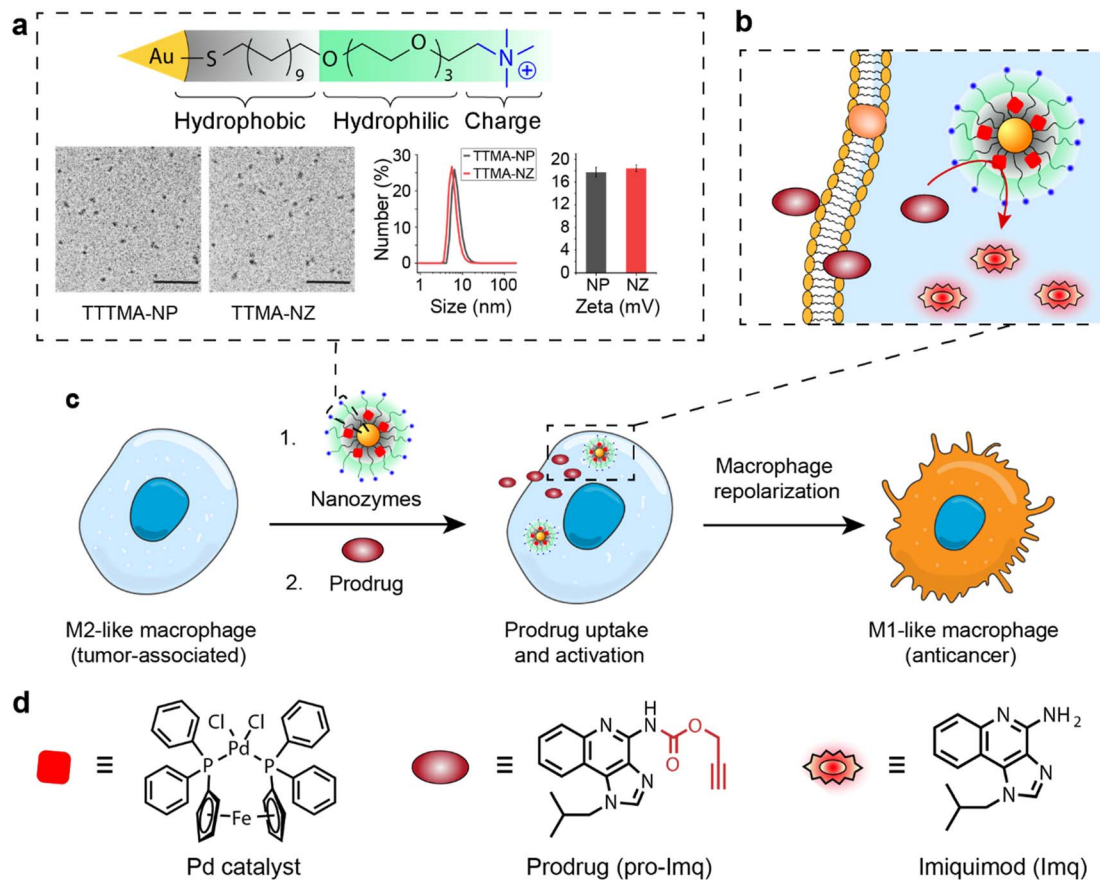 a
Au
S
9
O
O
3
N
⊕
Hydrophobic
Hydrophilic
Charge
TTTMA-NP
TTMA-NZ
Number (%)
30
20
10
0
TTMA-NP
TTMA-NZ
1
10
100
Size (nm)
20
16
12
8
4
0
NP
NZ
Zeta (mV)
b
c
M2-like macrophage
(tumor-associated)
1.
Nanozymes
2.
Prodrug
Prodrug uptake
and activation
Macrophage
repolarization
M1-like macrophage
(anticancer)
d
≡
Cl
Cl
Pd
P
P
Fe
Pd catalyst
≡
N
H
N
O
O
N
N
Prodrug (pro-Imq)
≡
N
NH2
N
N
Imiquimod (Imq)